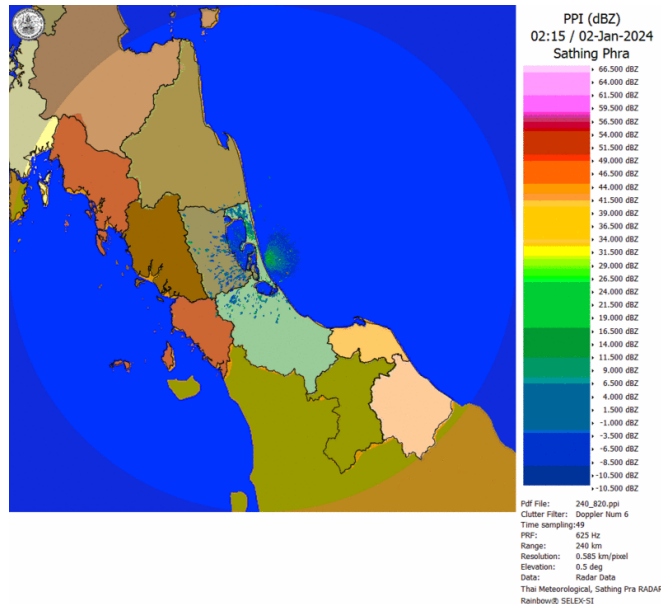 PPI (dBZ)
02:15 / 02-Jan-2024
Sathing Phra
66.500 dBZ
64.000 dBZ
61.500 dBZ
59.500 dBZ
56.500 dBZ
54.000 dBZ
51.500 dBZ
49.000 dBZ
46.500 dBZ
44.000 dBZ
41.500 dBZ
39.000 dBZ
36.500 dBZ
34.000 dBZ
31.500 dBZ
29.000 dBZ
26.500 dBZ
24.000 dBZ
21.500 dBZ
19.000 dBZ
16.500 dBZ
14.000 dBZ
11.500 dBZ
9.000 dBZ
6.500 dBZ
4.000 dBZ
1.500 dBZ
-1.000 dBZ
-3.500 dBZ
-6.500 dBZ
-8.500 dBZ
-10.500 dBZ
-10.500 dBZ
Pdf File: 240_820.ppi
Clutter Filter: Doppler Num 6
Time sampling:49
PRF: 625 Hz
Range: 240 km
Resolution: 0.585 km/pixel
Elevation: 0.5 deg
Data: Radar Data
Thai Meteorological, Sathing Pra RADAR
Rainbow® SELEX-SI